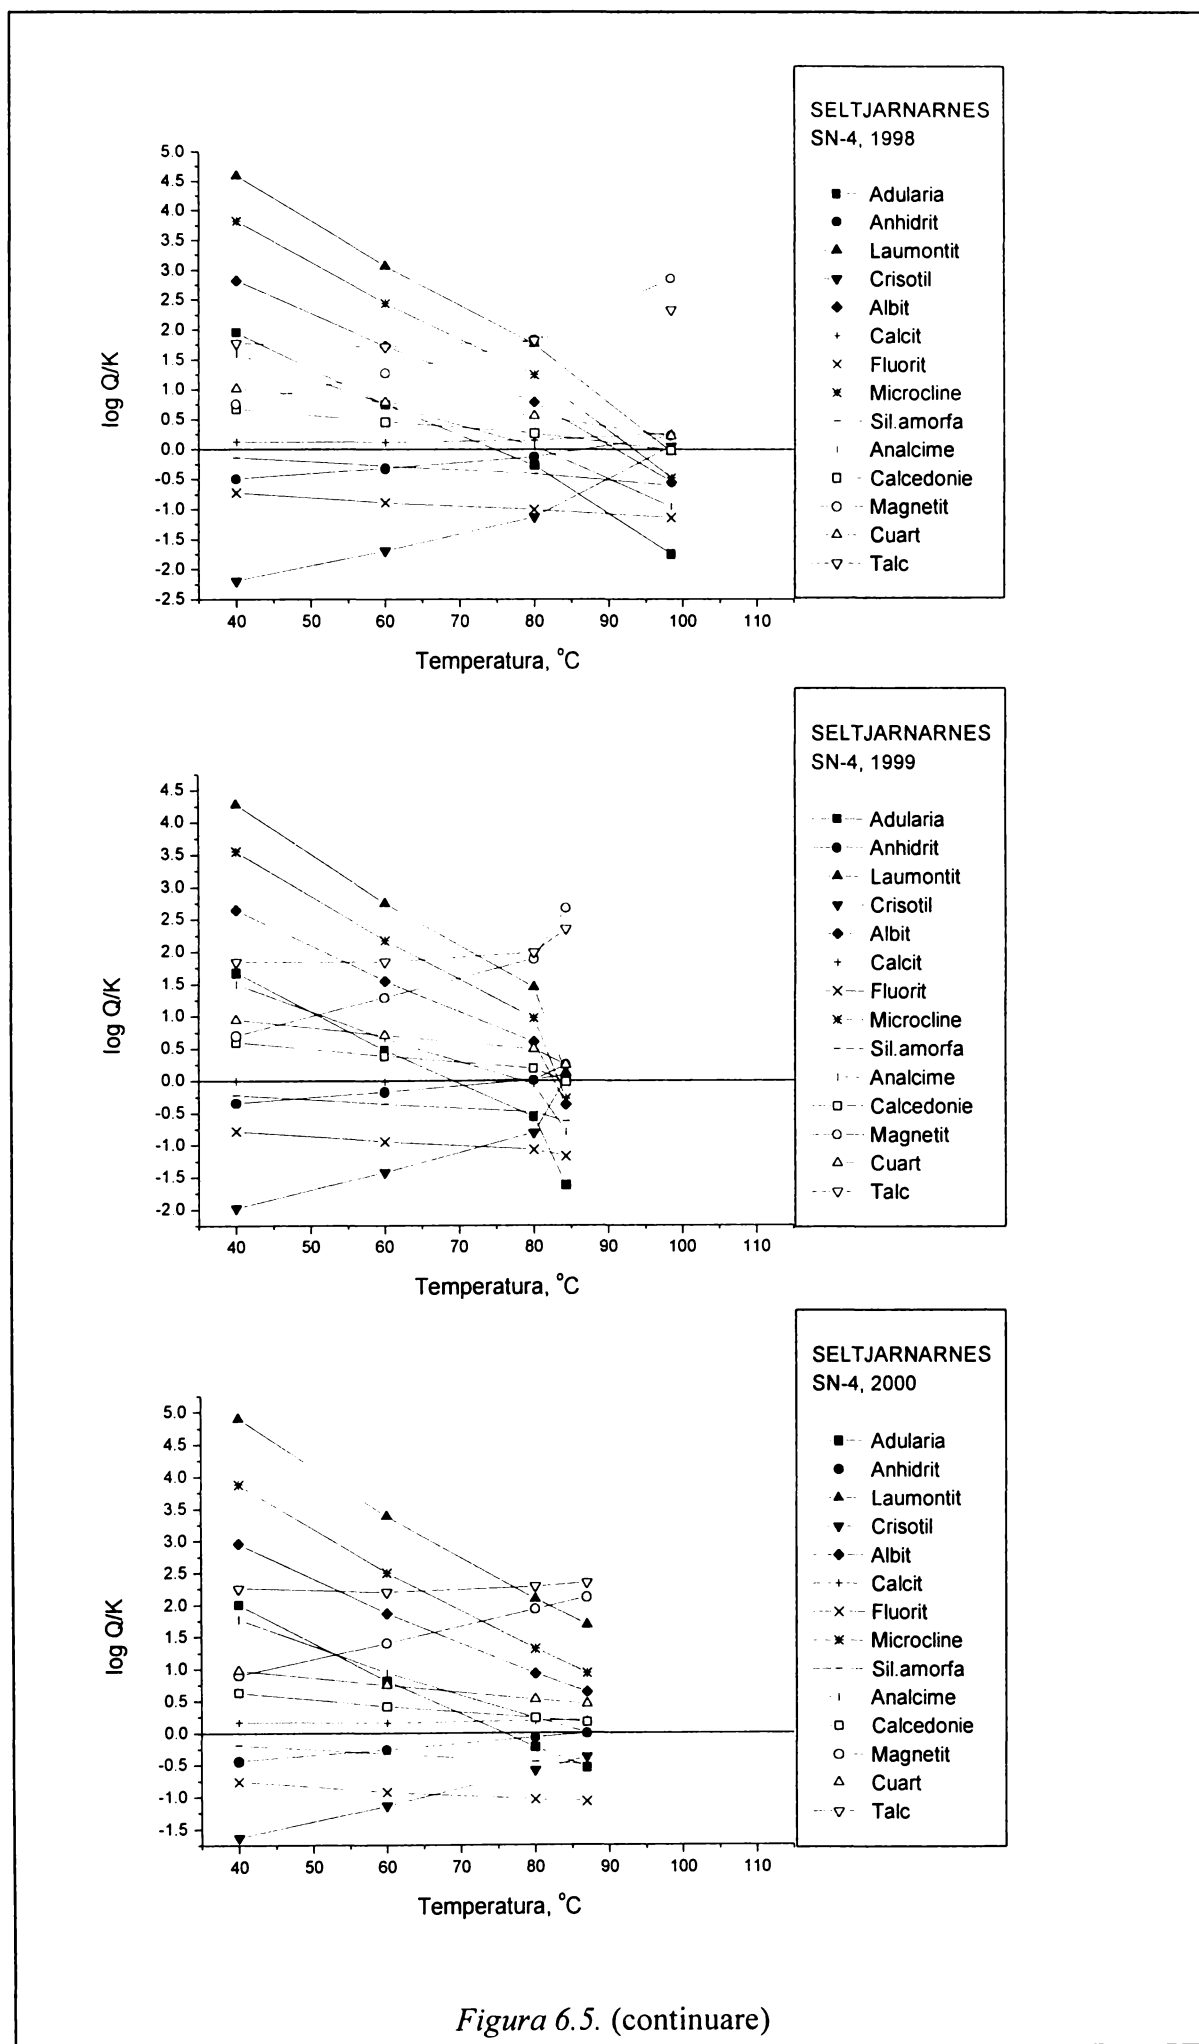 SELTJARNARNES
SN-4, 1998
Adularia
Anhidrit
Laumontit
Crisotil
Albit
Calcit
Fluorit
Microcline
Sil.amorfa
Analcime
Calcedonie
Magnetit
Cuart
Talc
log Q/K
5.0
4.5
4.0
3.5
3.0
2.5
2.0
1.5
1.0
0.5
0.0
-0.5
-1.0
-1.5
-2.0
-2.5
40 50 60 70 80 90 100 110
Temperatura, °C
SELTJARNARNES
SN-4, 1999
Adularia
Anhidrit
Laumontit
Crisotil
Albit
Calcit
Fluorit
Microcline
Sil.amorfa
Analcime
Calcedonie
Magnetit
Cuart
Talc
log Q/K
4.5
4.0
3.5
3.0
2.5
2.0
1.5
1.0
0.5
0.0
-0.5
-1.0
-1.5
-2.0
40 50 60 70 80 90 100 110
Temperatura, °C
SELTJARNARNES
SN-4, 2000
Adularia
Anhidrit
Laumontit
Crisotil
Albit
Calcit
Fluorit
Microcline
Sil.amorfa
Analcime
Calcedonie
Magnetit
Cuart
Talc
log Q/K
5.0
4.5
4.0
3.5
3.0
2.5
2.0
1.5
1.0
0.5
0.0
-0.5
-1.0
-1.5
40 50 60 70 80 90 100 110
Temperatura, °C
Figura 6.5. (continuare)